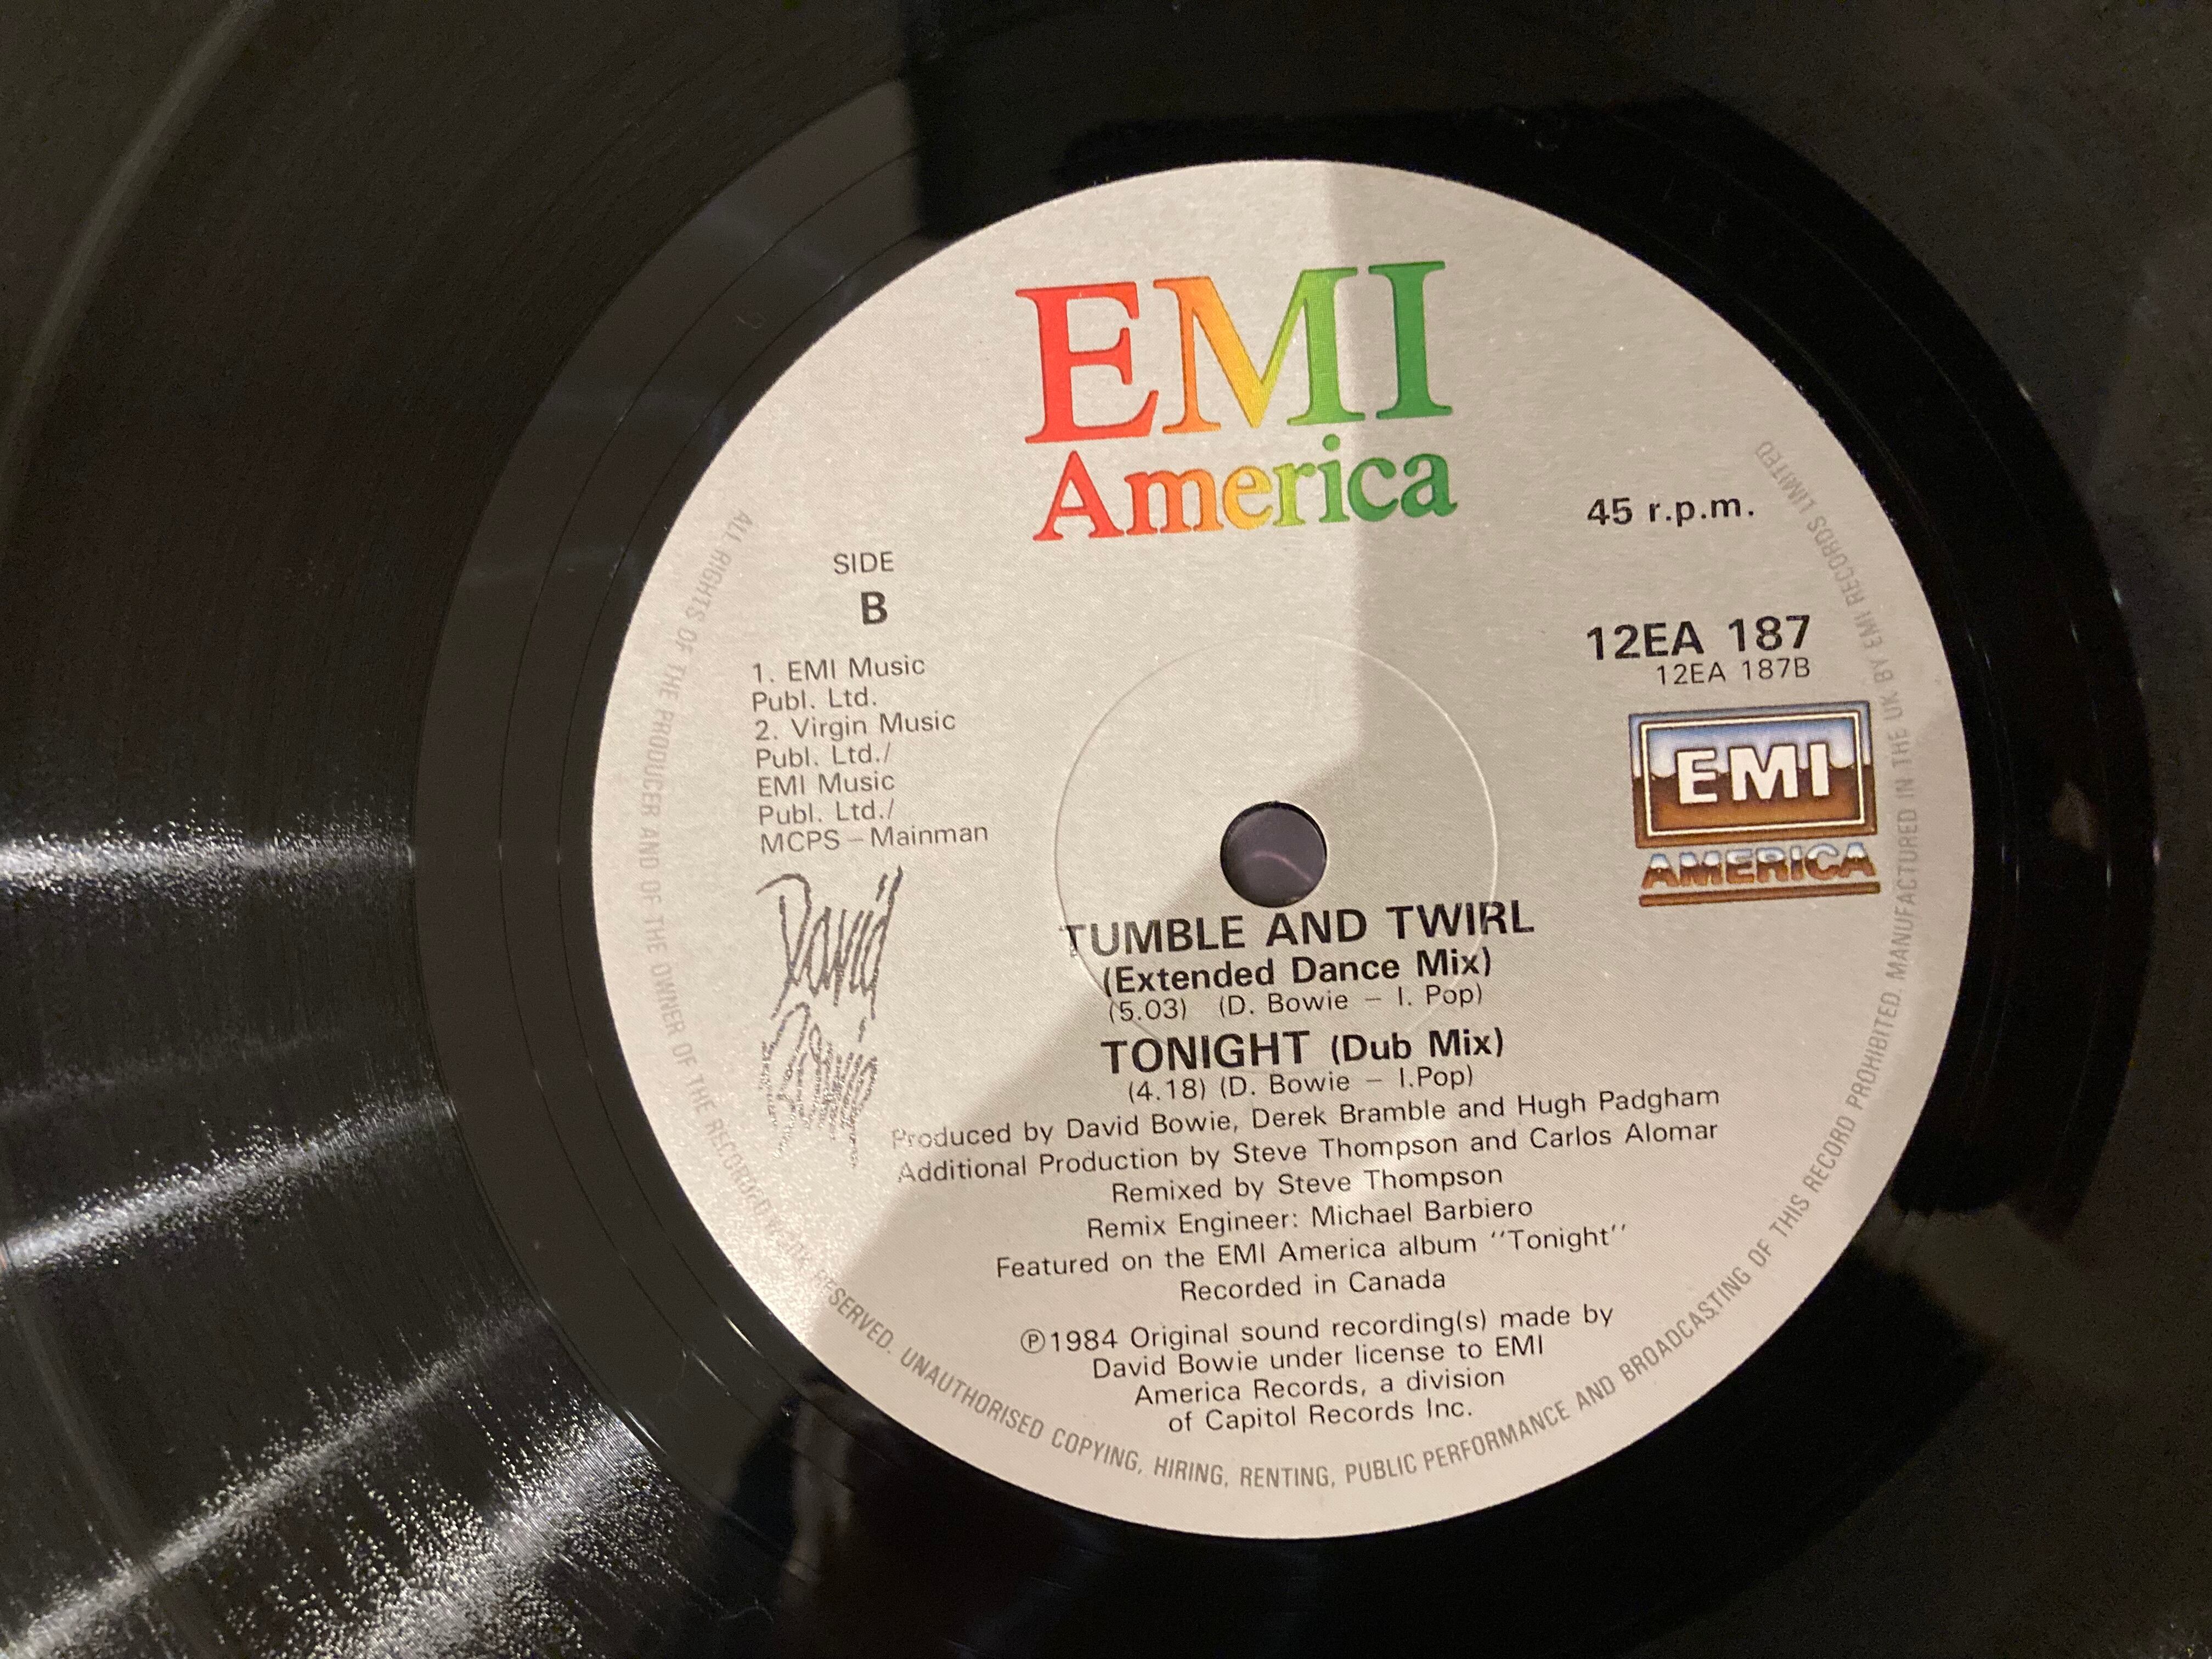 EMI
America
45 r.p.m.
SIDE
B
12EA 187
12EA 187B
1. EMI Music
Publ. Ltd.
2. Virgin Music
Publ. Ltd./
EMI Music
Publ. Ltd./
MCPS – Mainman
EMI
AMERICA
David
Bowie
TUMBLE AND TWIRL
(Extended Dance Mix)
(5.03) (D. Bowie – I. Pop)
TONIGHT (Dub Mix)
(4.18) (D. Bowie – I.Pop)
Produced by David Bowie, Derek Bramble and Hugh Padgham
Additional Production by Steve Thompson and Carlos Alomar
Remixed by Steve Thompson
Remix Engineer: Michael Barbiero
Featured on the EMI America album ''Tonight''
Recorded in Canada
℗1984 Original sound recording(s) made by
David Bowie under license to EMI
America Records, a division
of Capitol Records Inc.
ALL RIGHTS OF THE PRODUCER AND OF THE OWNER OF THE RECORDED WORK RESERVED. UNAUTHORISED COPYING, HIRING, RENTING, PUBLIC PERFORMANCE AND BROADCASTING OF THIS RECORD PROHIBITED. MANUFACTURED IN THE UK BY EMI RECORDS LIMITED